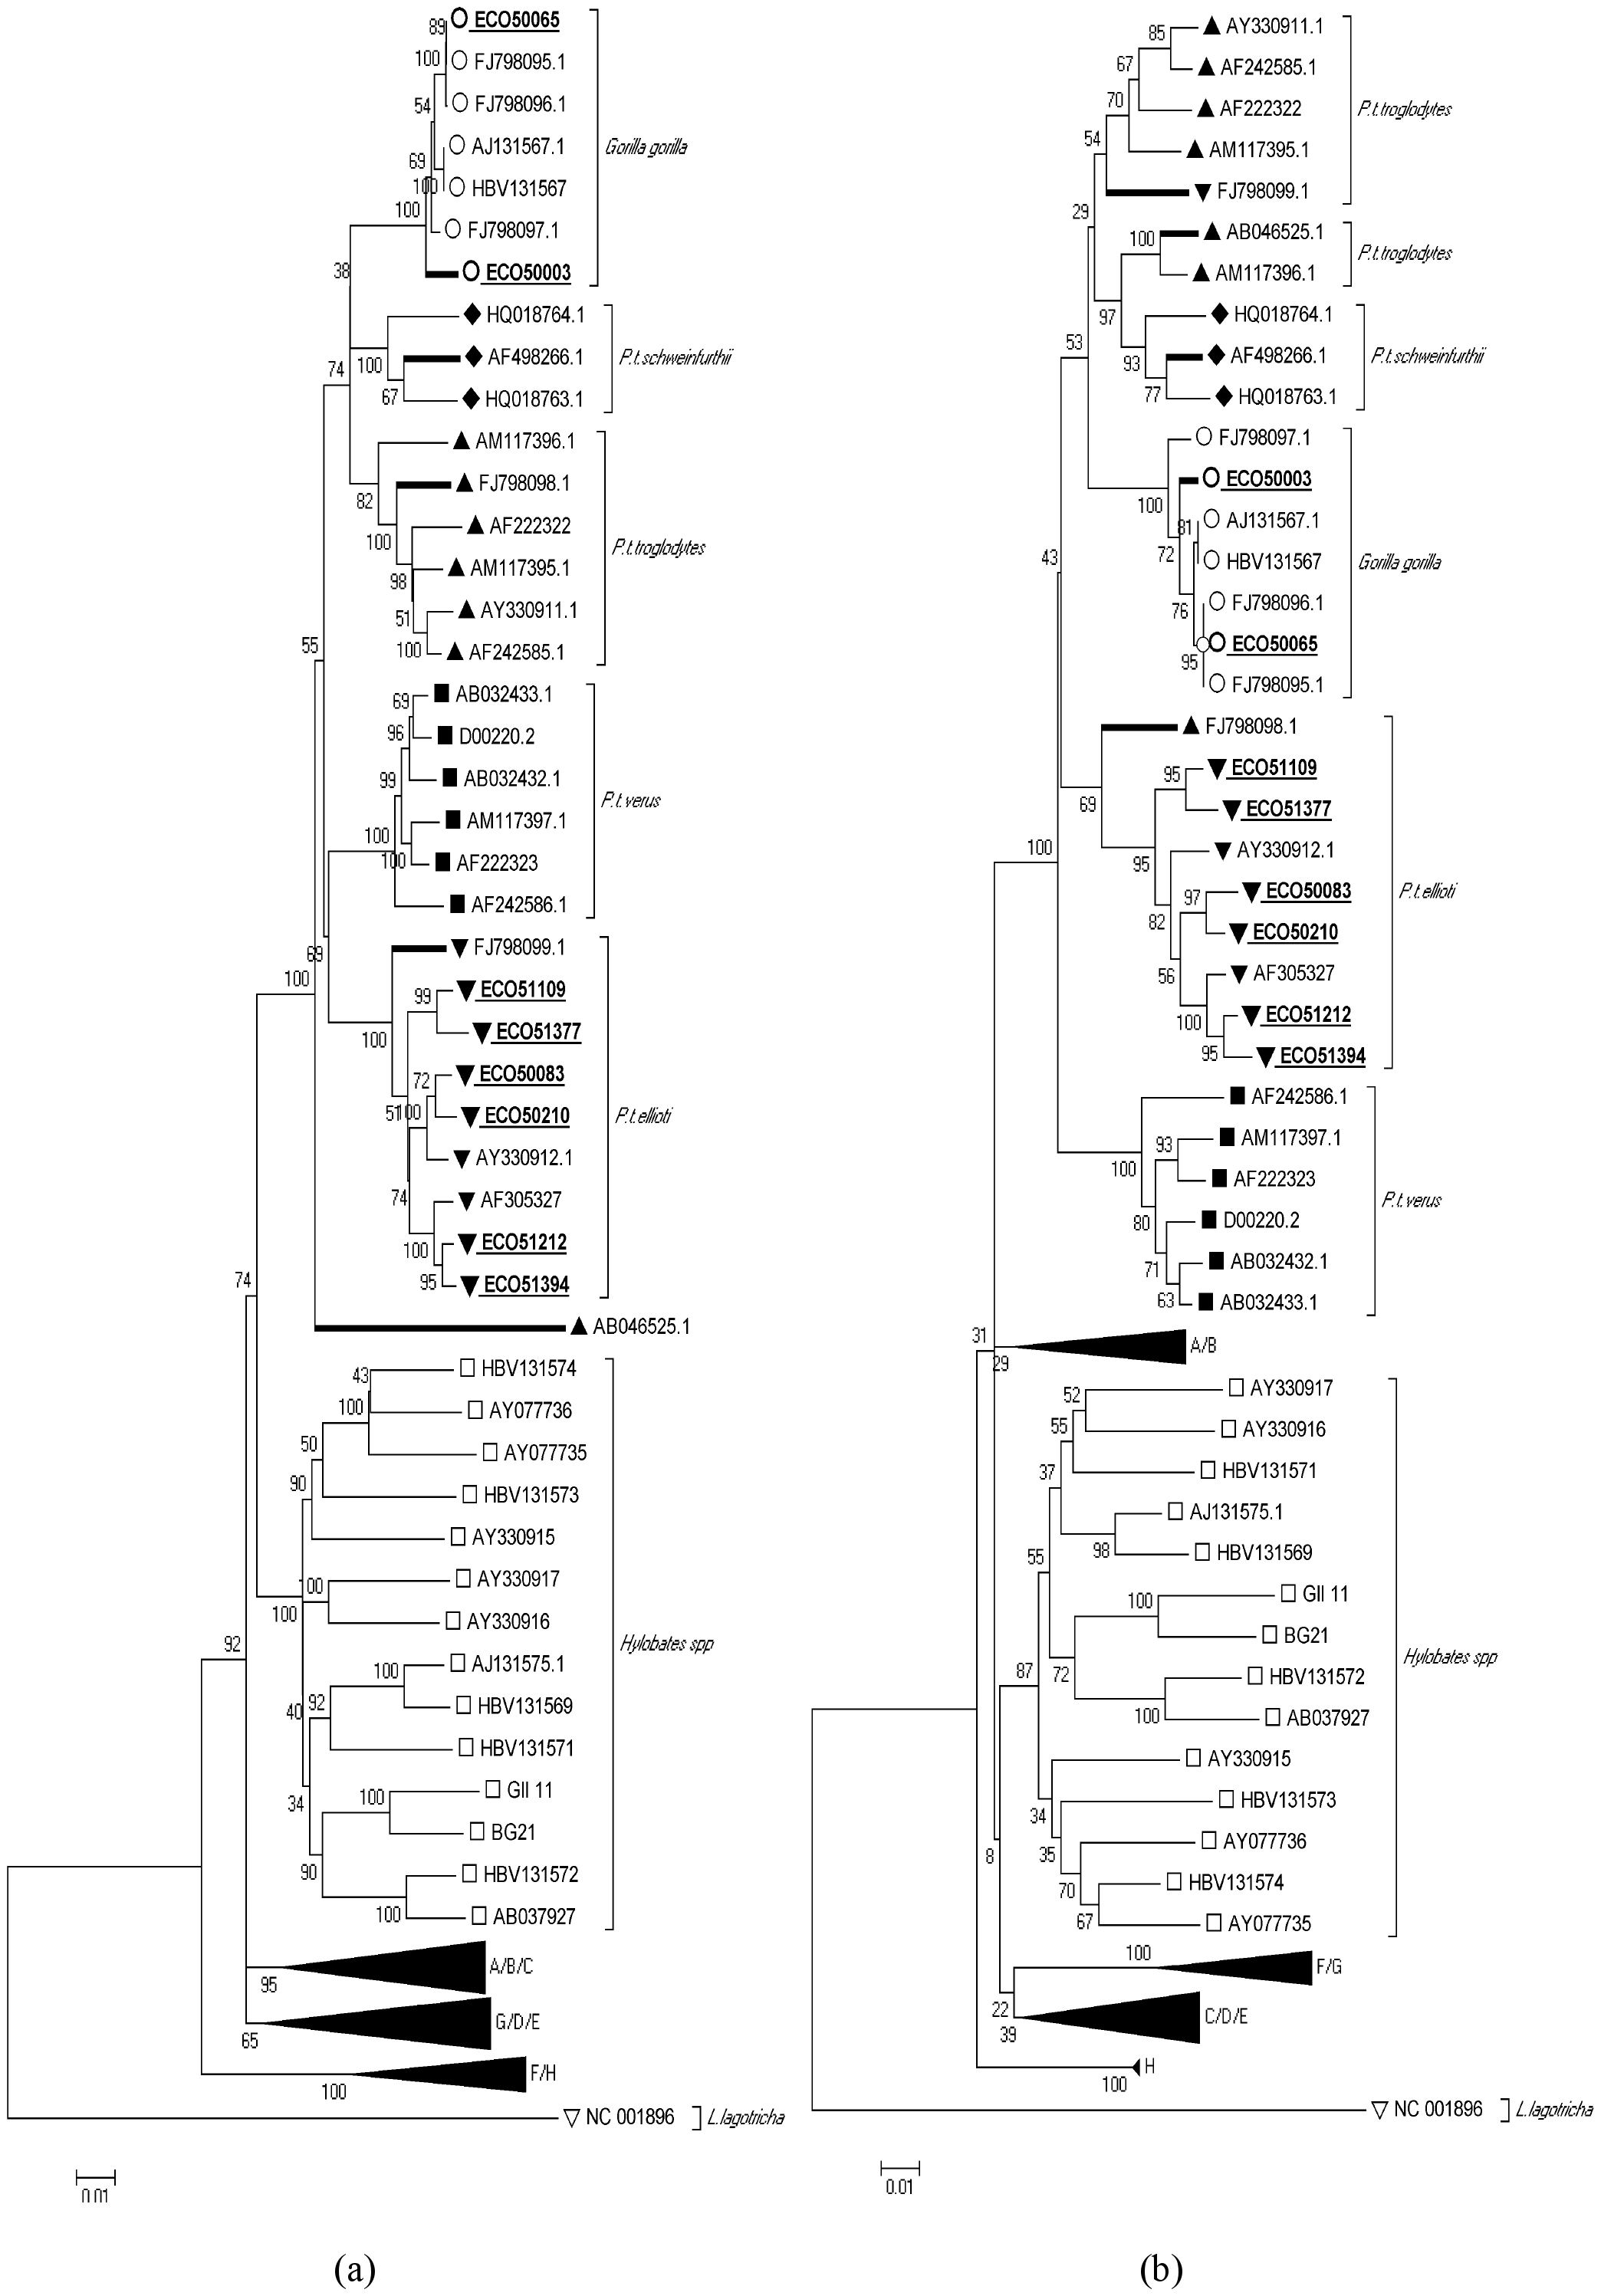 89
ECO50065
100
FJ798095.1
FJ798096.1
54
AJ131567.1
Gorilla gorilla
69
100
HBV131567
100
FJ798097.1
38
ECO50003
HQ018764.1
74
100
AF498266.1
P.t.schweinfurthii
67
HQ018763.1
AM117396.1
82
FJ798098.1
100
AF222322
P.t.troglodytes
98
AM117395.1
51
AY330911.1
55
100
AF242585.1
69
AB033433.1
96
D00220.2
99
AB032432.1
P.t.verus
100
AM117397.1
100
AF222323
AF242586.1
69
FJ798099.1
100
99
ECO51109
100
ECO51377
72
ECO50083
51
100
ECO50210
P.t.ellioti
AY330912.1
74
AF305327
100
ECO51212
74
95
ECO51394
AB046525.1
43
HBV131574
100
AY077736
50
AY077735
90
HBV131573
AY330915
00
AY330917
100
AY330916
Hylobates spp
92
100
AJ131575.1
40
92
HBV131569
HBV131571
34
100
GII 11
BG21
90
HBV131572
100
AB037927
95
A/B/C
65
G/D/E
100
F/H
NC 001896
L.lagotricha
0.01
(a)
85
AY330911.1
67
AF242585.1
70
AF222322
P.t.troglodytes
54
AM117395.1
FJ798099.1
29
100
AB046525.1
P.t.troglodytes
AM117396.1
97
HQ018764.1
53
93
AF498266.1
P.t.schweinfurthii
77
HQ018763.1
FJ798097.1
100
ECO50003
81
AJ131567.1
43
72
HBV131567
Gorilla gorilla
76
FJ798096.1
ECO50065
95
FJ798095.1
FJ798098.1
95
ECO51109
69
ECO51377
100
95
AY330912.1
97
ECO50083
P.t.ellioti
82
ECO50210
56
AF305327
100
ECO51212
95
ECO51394
AF242586.1
93
AM117397.1
100
AF222323
P.t.verus
80
D00220.2
71
AB032432.1
63
AB032433.1
31
29
A/B
52
AY330917
55
AY330916
37
HBV131571
AJ131575.1
55
98
HBV131569
100
GII 11
BG21
Hylobates spp
87
72
HBV131572
100
AB037927
AY330915
34
HBV131573
8
35
AY077736
70
HBV131574
67
AY077735
100
F/G
22
39
C/D/E
100
H
NC 001896
L.lagotricha
0.01
(b)